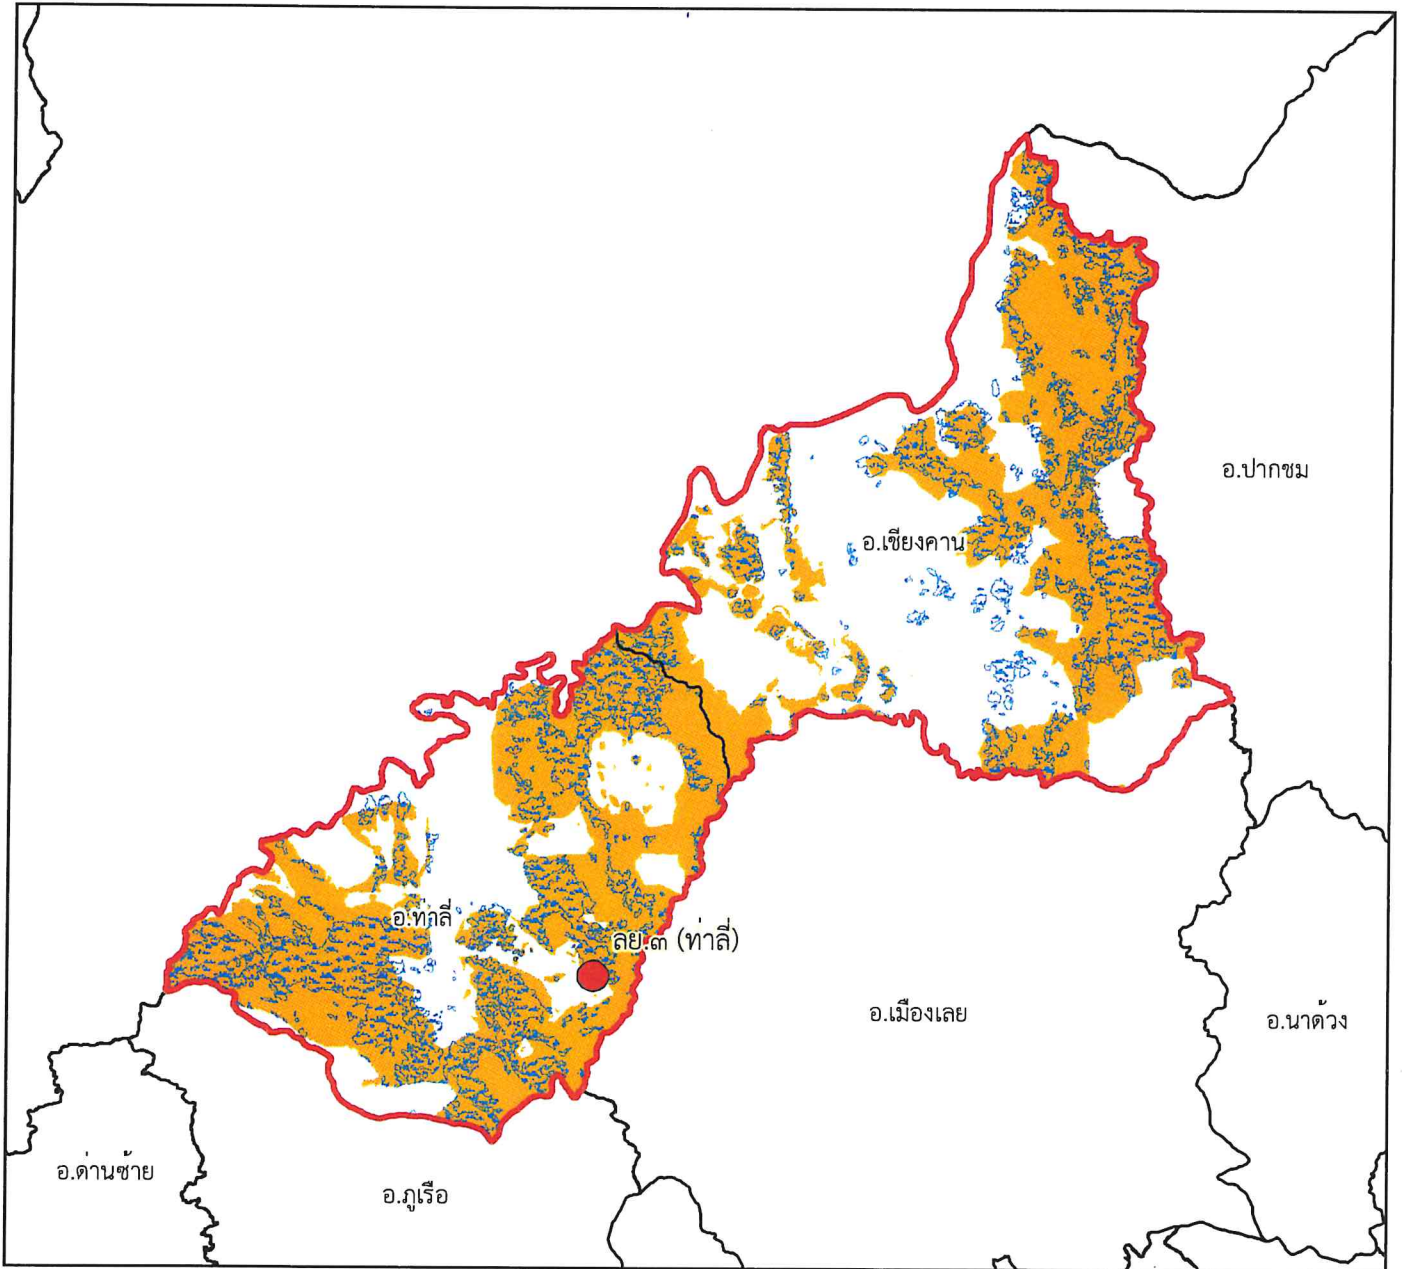 อ.ปากชม
อ.เชียงคาน
อ.ท่าลี่
ลย.๓ (ท่าลี่)
อ.เมืองเลย
อ.นาด้วง
อ.ด่านซ้าย
อ.ภูเรือ